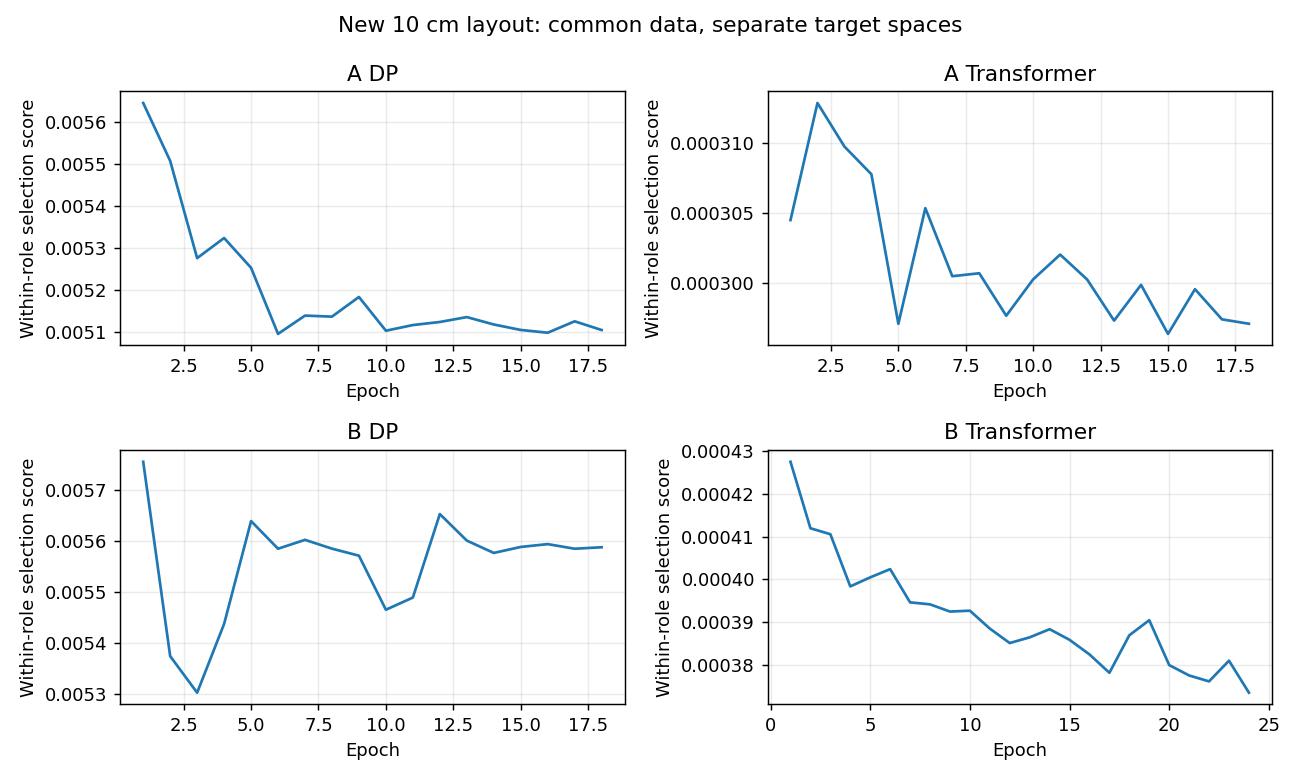 New 10 cm layout: common data, separate target spaces
A DP
Within-role selection score
0.0056
0.0055
0.0054
0.0053
0.0052
0.0051
2.5 5.0 7.5 10.0 12.5 15.0 17.5
Epoch
A Transformer
Within-role selection score
0.000310
0.000305
0.000300
2.5 5.0 7.5 10.0 12.5 15.0 17.5
Epoch
B DP
Within-role selection score
0.0057
0.0056
0.0055
0.0054
0.0053
2.5 5.0 7.5 10.0 12.5 15.0 17.5
Epoch
B Transformer
Within-role selection score
0.00043
0.00042
0.00041
0.00040
0.00039
0.00038
0 5 10 15 20 25
Epoch